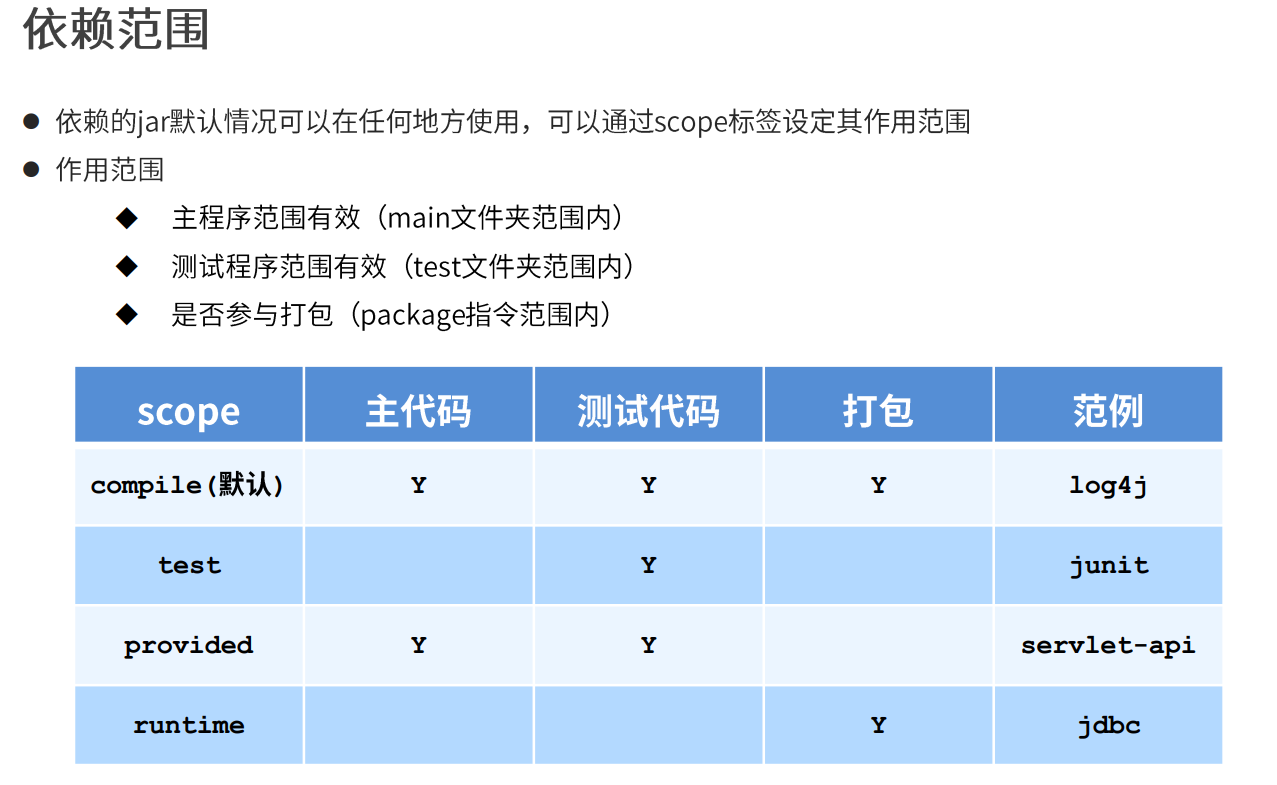 依赖范围
● 依赖的jar默认情况可以在任何地方使用，可以通过scope标签设定其作用范围
● 作用范围
◆ 主程序范围有效（main文件夹范围内）
◆ 测试程序范围有效（test文件夹范围内）
◆ 是否参与打包（package指令范围内）
scope 主代码 测试代码 打包 范例
compile(默认) Y Y Y log4j
test Y junit
provided Y Y servlet-api
runtime Y jdbc